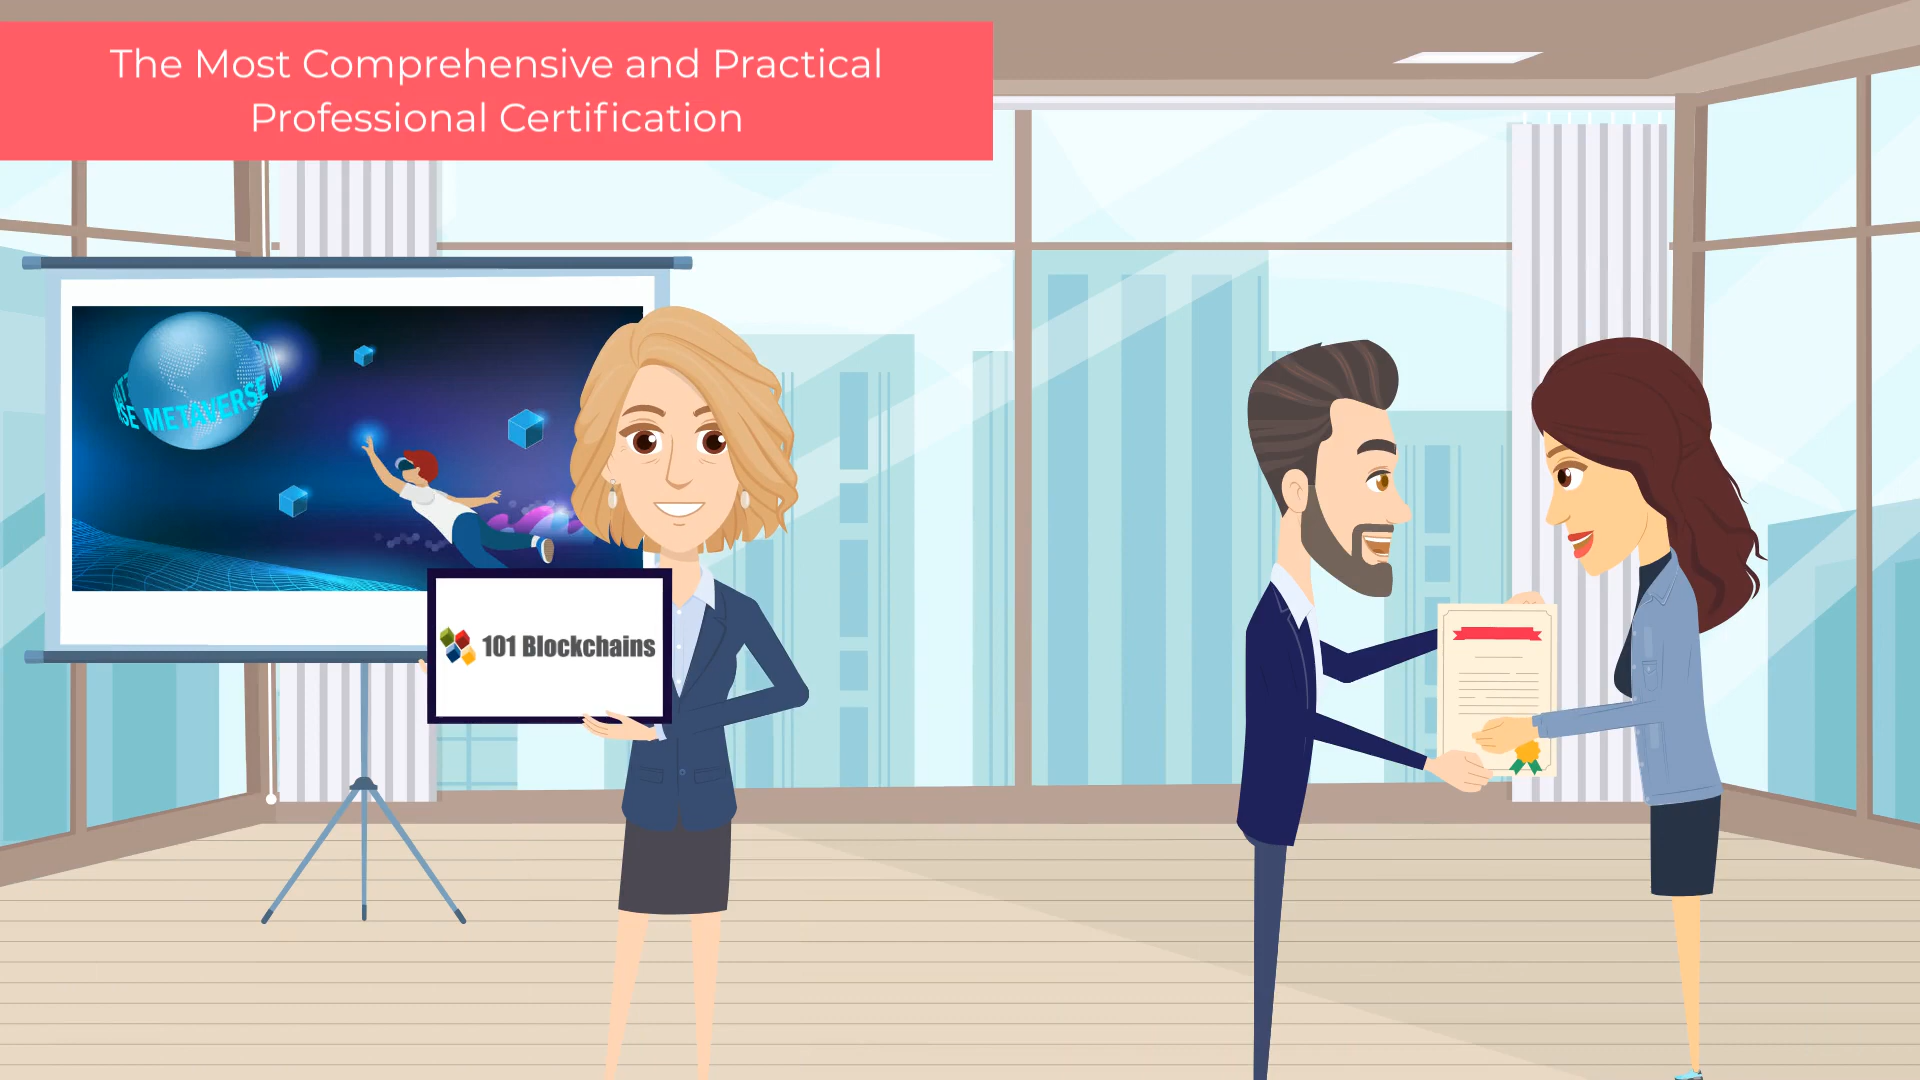 The Most Comprehensive and Practical
Professional Certification
METAVERSE
101 Blockchains